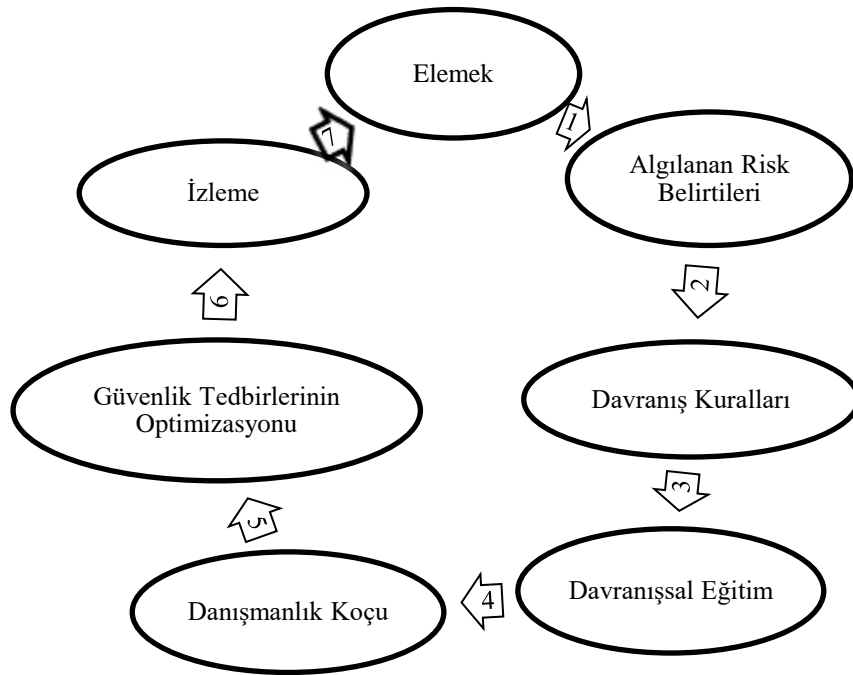 Elemek
1
Algılanan Risk
Belirtileri
2
Davranış Kuralları
3
Davranışsal Eğitim
4
Danışmanlık Koçu
5
Güvenlik Tedbirlerinin
Optimizasyonu
6
İzleme
7